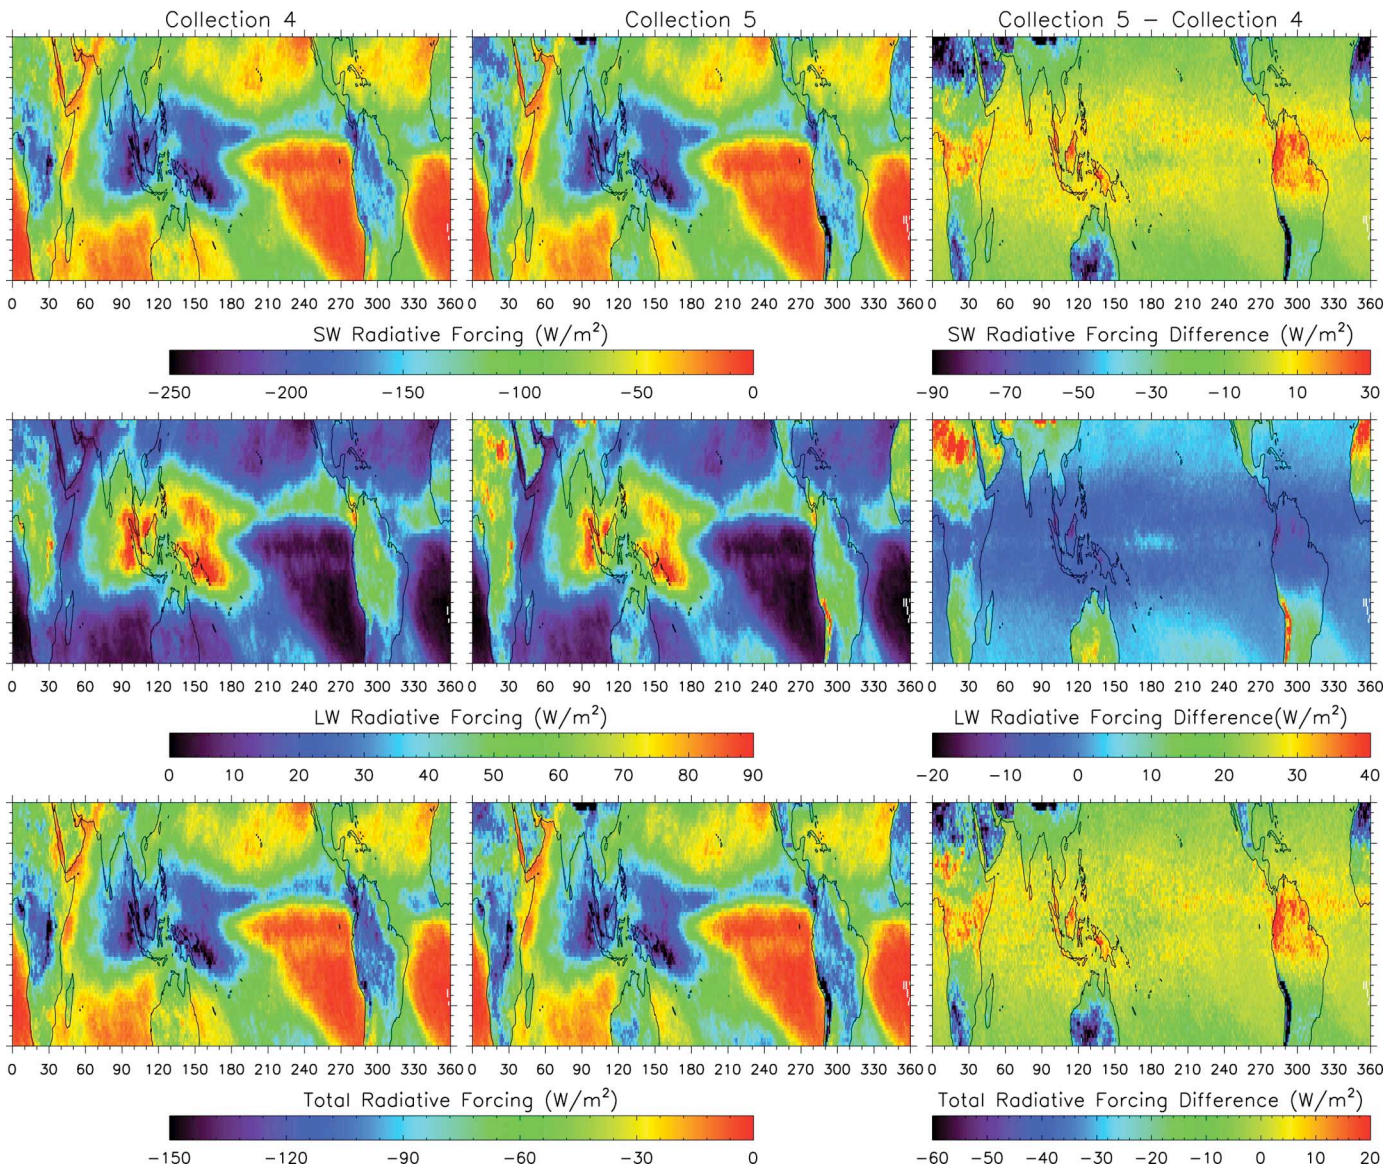 Collection 4 Collection 5 Collection 5 − Collection 4
0 30 60 90 120 150 180 210 240 270 300 330 360 0 30 60 90 120 150 180 210 240 270 300 330 360 0 30 60 90 120 150 180 210 240 270 300 330 360
SW Radiative Forcing (W/m²) SW Radiative Forcing Difference (W/m²)
−250 −200 −150 −100 −50 0 −90 −70 −50 −30 −10 10 30
0 30 60 90 120 150 180 210 240 270 300 330 360 0 30 60 90 120 150 180 210 240 270 300 330 360 0 30 60 90 120 150 180 210 240 270 300 330 360
LW Radiative Forcing (W/m²) LW Radiative Forcing Difference(W/m²)
0 10 20 30 40 50 60 70 80 90 −20 −10 0 10 20 30 40
0 30 60 90 120 150 180 210 240 270 300 330 360 0 30 60 90 120 150 180 210 240 270 300 330 360 0 30 60 90 120 150 180 210 240 270 300 330 360
Total Radiative Forcing (W/m²) Total Radiative Forcing Difference (W/m²)
−150 −120 −90 −60 −30 0 −60 −50 −40 −30 −20 −10 0 10 20